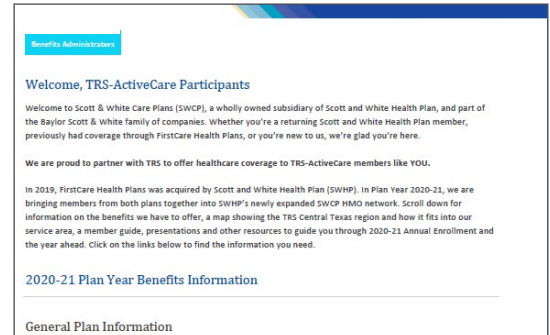 Benefits Administrators
Welcome, TRS-ActiveCare Participants
Welcome to Scott & White Care Plans (SWCP), a wholly owned subsidiary of Scott and White Health Plan, and part of
the Baylor Scott & White family of companies. Whether you're a returning Scott and White Health Plan member,
previously had coverage through FirstCare Health Plans, or you're new to us, we're glad you're here.
We are proud to partner with TRS to offer healthcare coverage to TRS-ActiveCare members like YOU.
In 2019, FirstCare Health Plans was acquired by Scott and White Health Plan (SWHP). In Plan Year 2020-21, we are
bringing members from both plans together into SWHP's newly expanded SWCP HMO network. Scroll down for
information on the benefits we have to offer, a map showing the TRS Central Texas region and how it fits into our
service area, a member guide, presentations and other resources to guide you through 2020-21 Annual Enrollment and
the year ahead. Click on the links below to find the information you need.
2020-21 Plan Year Benefits Information
General Plan Information